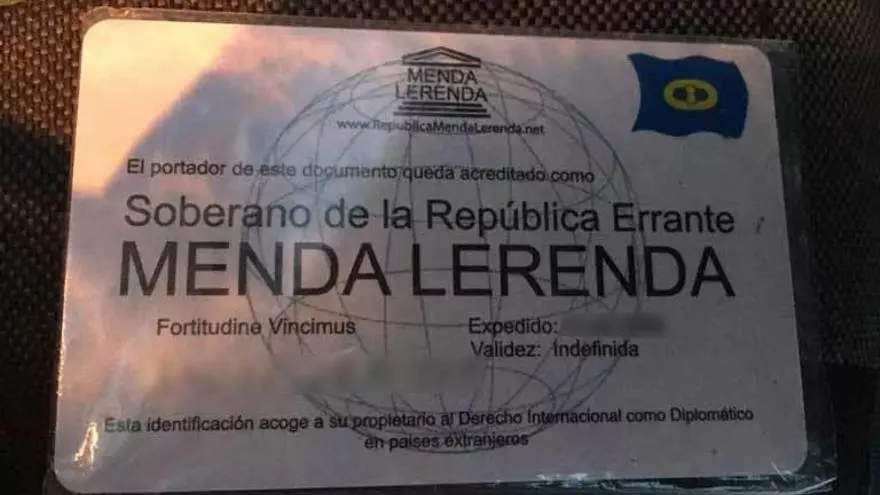 MENDA
LERENDA
www.RepublicaMendaLerenda.net
El portador de este documento queda acreditado como
Soberano de la República Errante
MENDA LERENDA
Fortitudine Vincimus
Expedido:
Validez: Indefinida
Esta identificación acoge a su propietario al Derecho Internacional como Diplomático
en paises extranjeros